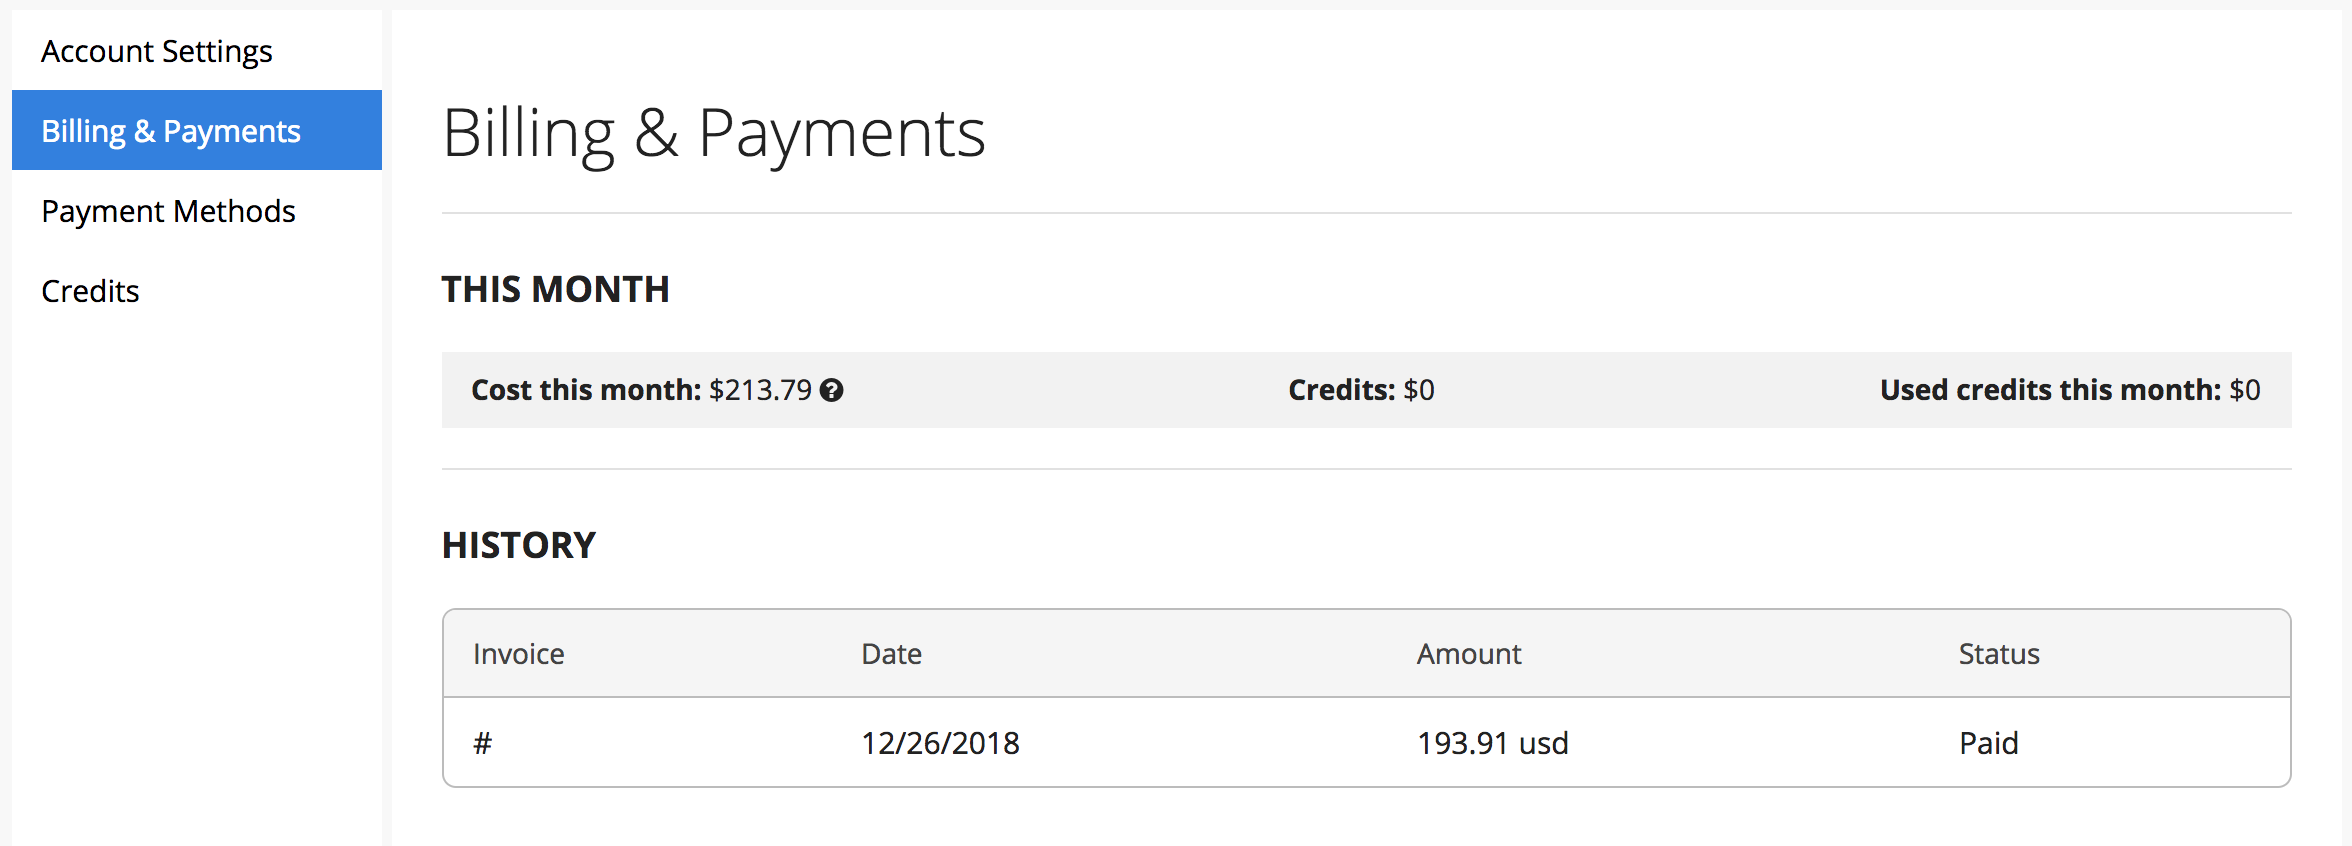 Account Settings
Billing & Payments
Payment Methods
Credits
Billing & Payments
THIS MONTH
Cost this month: $213.79 ?
Credits: $0
Used credits this month: $0
HISTORY
Invoice Date Amount Status
# 12/26/2018 193.91 usd Paid